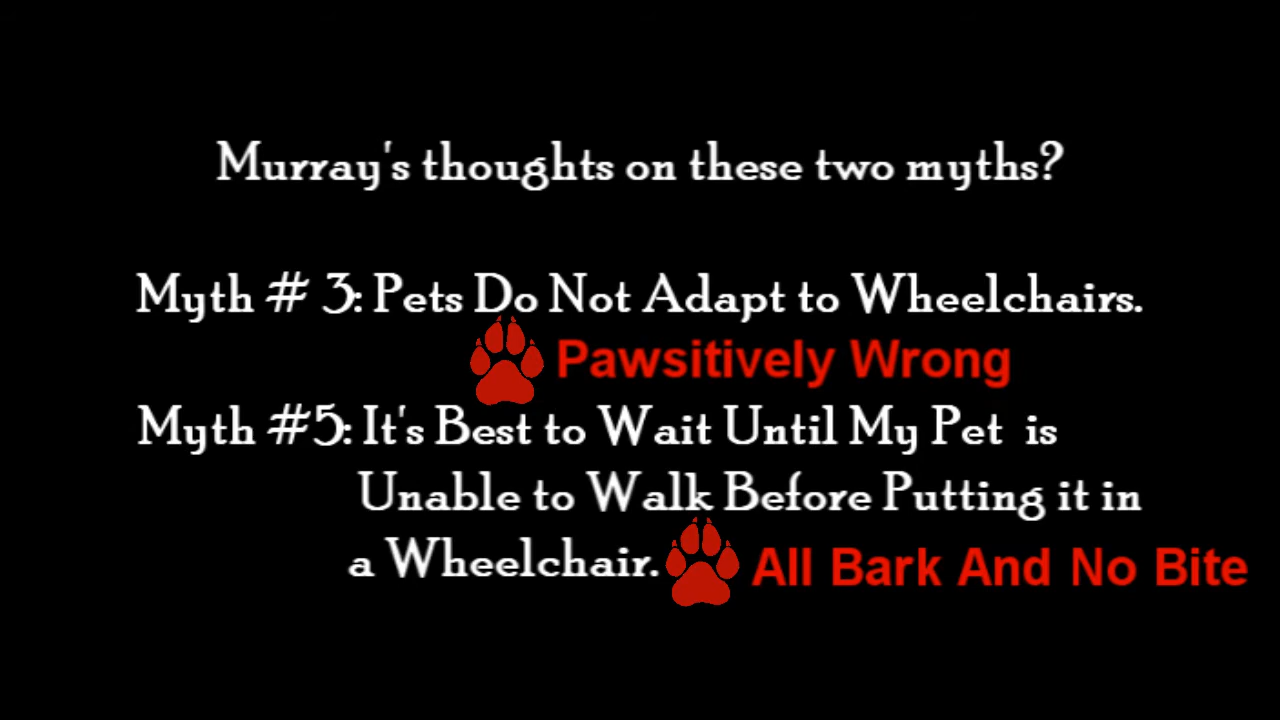 Murray's thoughts on these two myths?
Myth # 3: Pets Do Not Adapt to Wheelchairs.
Pawsitively Wrong
Myth #5: It's Best to Wait Until My Pet is
Unable to Walk Before Putting it in
a Wheelchair. All Bark And No Bite